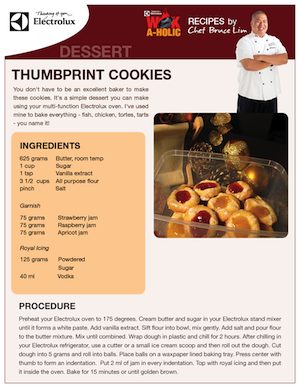 Thinking of you
Electrolux
Electrolux
WOK
A-HOLIC
RECIPES by
Chef Bruce Lim
DESSERT
THUMBPRINT COOKIES
You don't have to be an excellent baker to make
these cookies. It's a simple dessert you can make
using your multi-function Electrolux oven. I've used
mine to bake everything - fish, chicken, tortes, tarts
- you name it!
INGREDIENTS
625 grams Butter, room temp
1 cup Sugar
1 tsp Vanilla extract
3 1/2 cups All purpose flour
pinch Salt
Garnish
75 grams Strawberry jam
75 grams Raspberry jam
75 grams Apricot jam
Royal Icing
125 grams Powdered
Sugar
40 ml Vodka
PROCEDURE
Preheat your Electrolux oven to 175 degrees. Cream butter and sugar in your Electrolux stand mixer
until it forms a white paste. Add vanilla extract. Sift flour into bowl, mix gently. Add salt and pour flour
to the butter mixture. Mix until combined. Wrap dough in plastic and chill for 2 hours. After chilling in
your Electrolux refrigerator, use a cutter or a small ice cream scoop and then roll out the dough. Cut
dough into 5 grams and roll into balls. Place balls on a waxpaper lined baking tray. Press center with
thumb to form an indentation. Put 2 ml of jam in every indentation. Top with royal icing and then put
it inside the oven. Bake for 15 minutes or until golden brown.